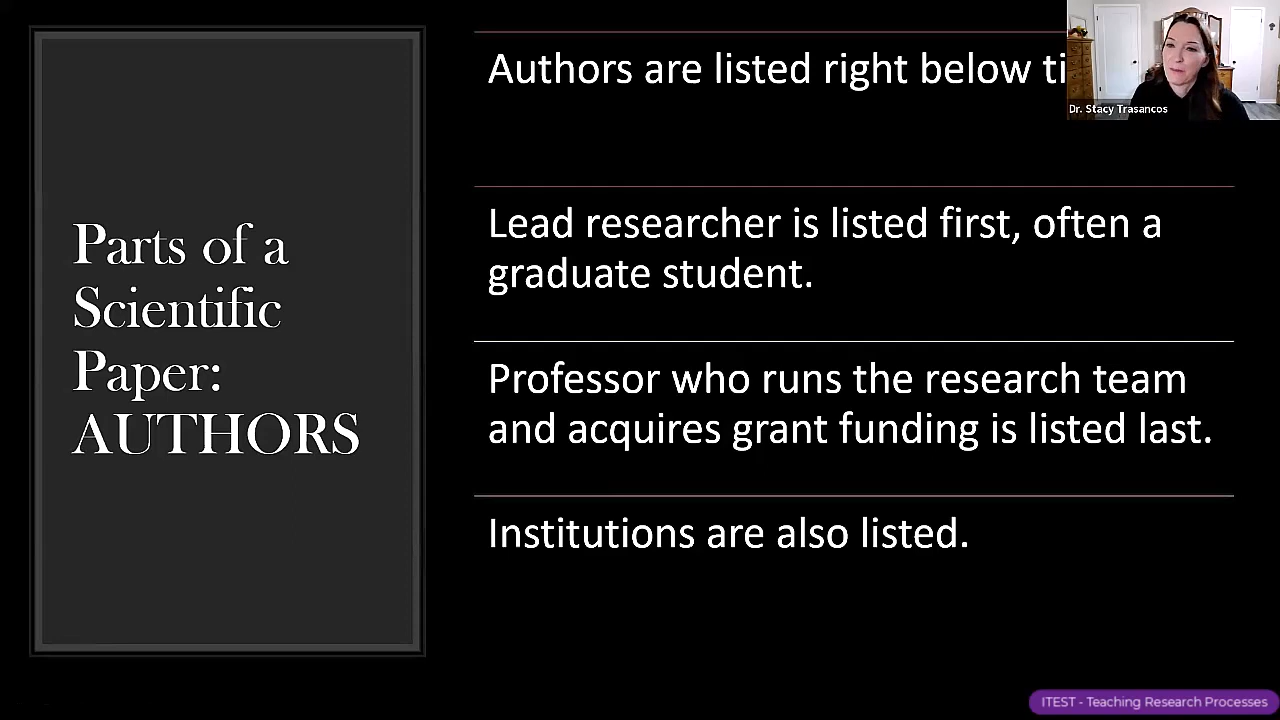 Parts of a
Scientific
Paper:
AUTHORS
Authors are listed right below
Lead researcher is listed first, often a
graduate student.
Professor who runs the research team
and acquires grant funding is listed last.
Institutions are also listed.
Dr. Stacy Trasancos
ITEST - Teaching Research Processes